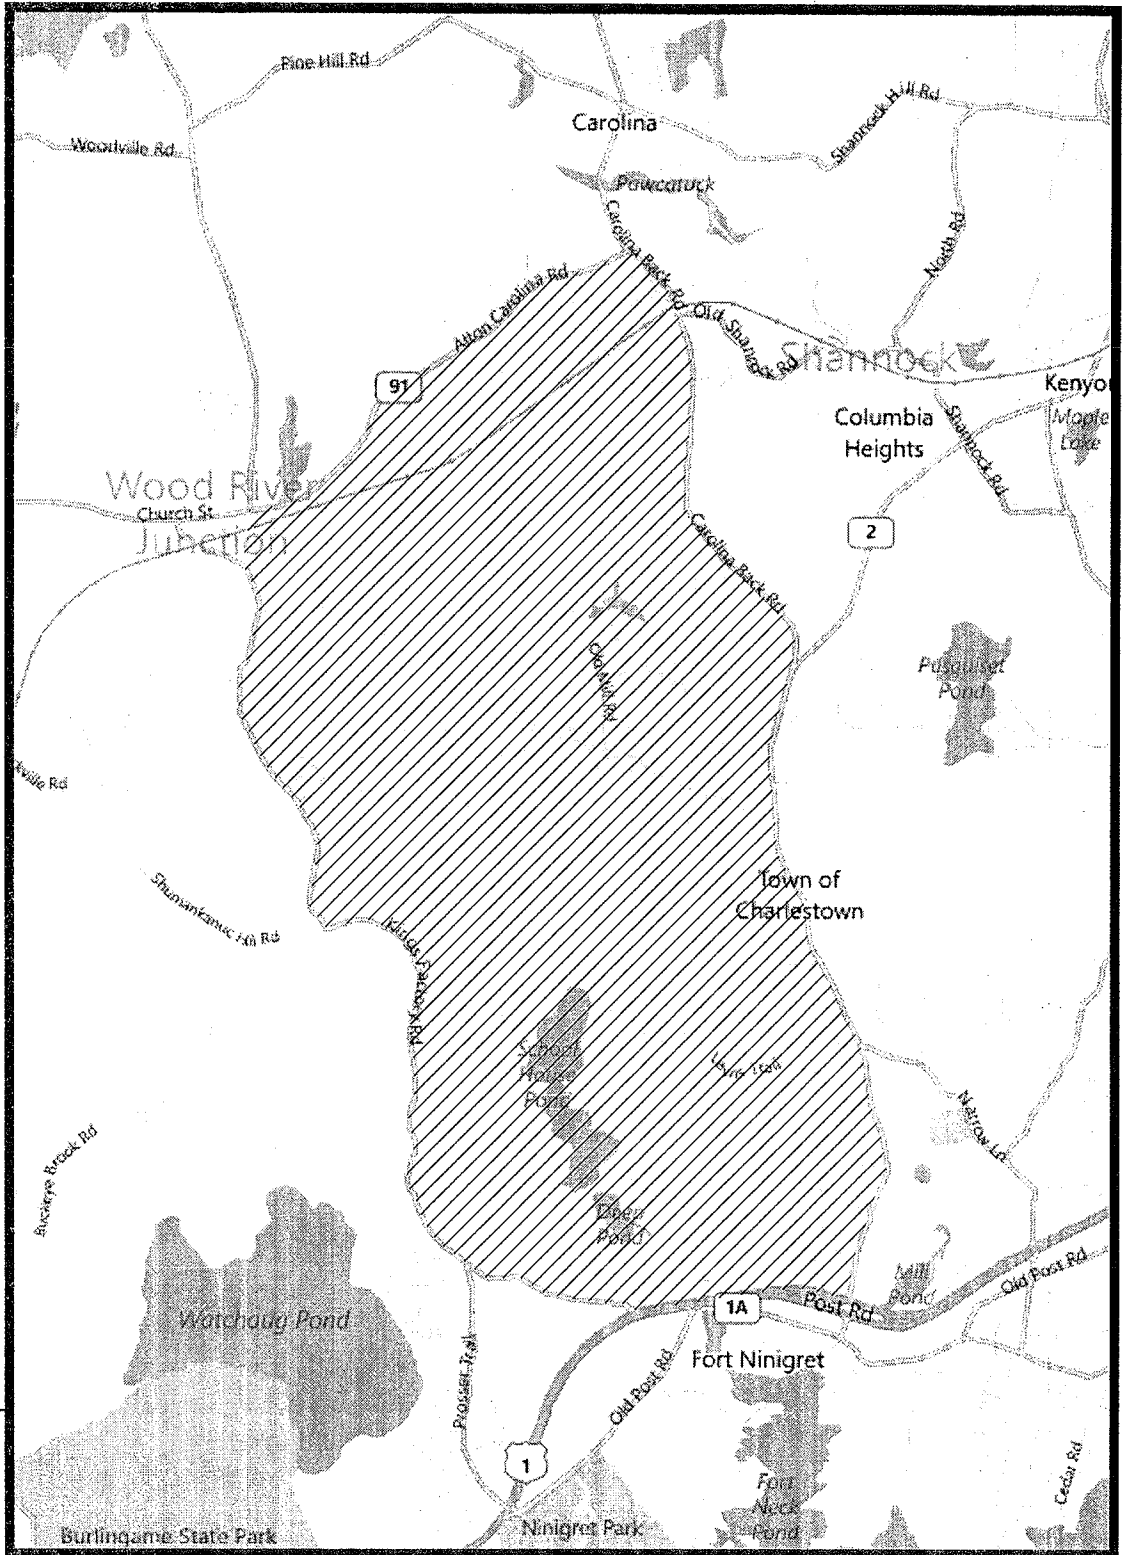 Pine Hill Rd
Shannock Hill Rd
Carolina
Woodville Rd
Pawcatuck
Carolina Back Rd
North Rd
Alton Carolina Rd
Old Shannock Rd
Shannock
91
Kenyo
Columbia
Heights
Maple
Lake
Shannock Rd
Wood River
Junction
Church St
2
Carolina Back Rd
Old Mill Rd
Pasquiset
Pond
ville Rd
Town of
Charlestown
Shumankanuc Hill Rd
Kings Factory Rd
School
House
Pond
Trail
Narrow Ln
Buckeye Brook Rd
Deep
Pond
Mill
Pond
Old Post Rd
1A
Post Rd
Watchaug Pond
Fort Ninigret
Prosser Trail
Old Post Rd
1
Fort
Neck
Pond
Cedar Rd
Burlingame State Park
Ninigret Park